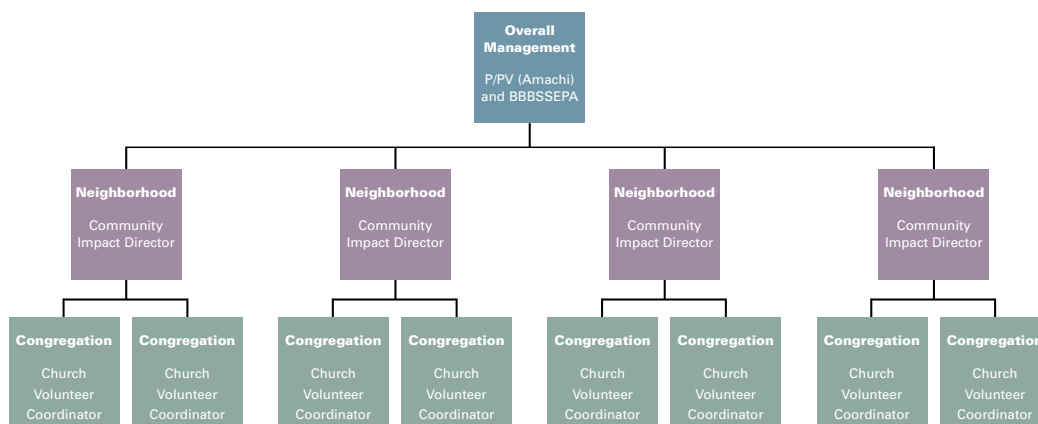 Overall
Management
P/PV (Amachi)
and BBBSSEPA
Neighborhood
Community
Impact Director
Neighborhood
Community
Impact Director
Neighborhood
Community
Impact Director
Neighborhood
Community
Impact Director
Congregation
Church
Volunteer
Coordinator
Congregation
Church
Volunteer
Coordinator
Congregation
Church
Volunteer
Coordinator
Congregation
Church
Volunteer
Coordinator
Congregation
Church
Volunteer
Coordinator
Congregation
Church
Volunteer
Coordinator
Congregation
Church
Volunteer
Coordinator
Congregation
Church
Volunteer
Coordinator